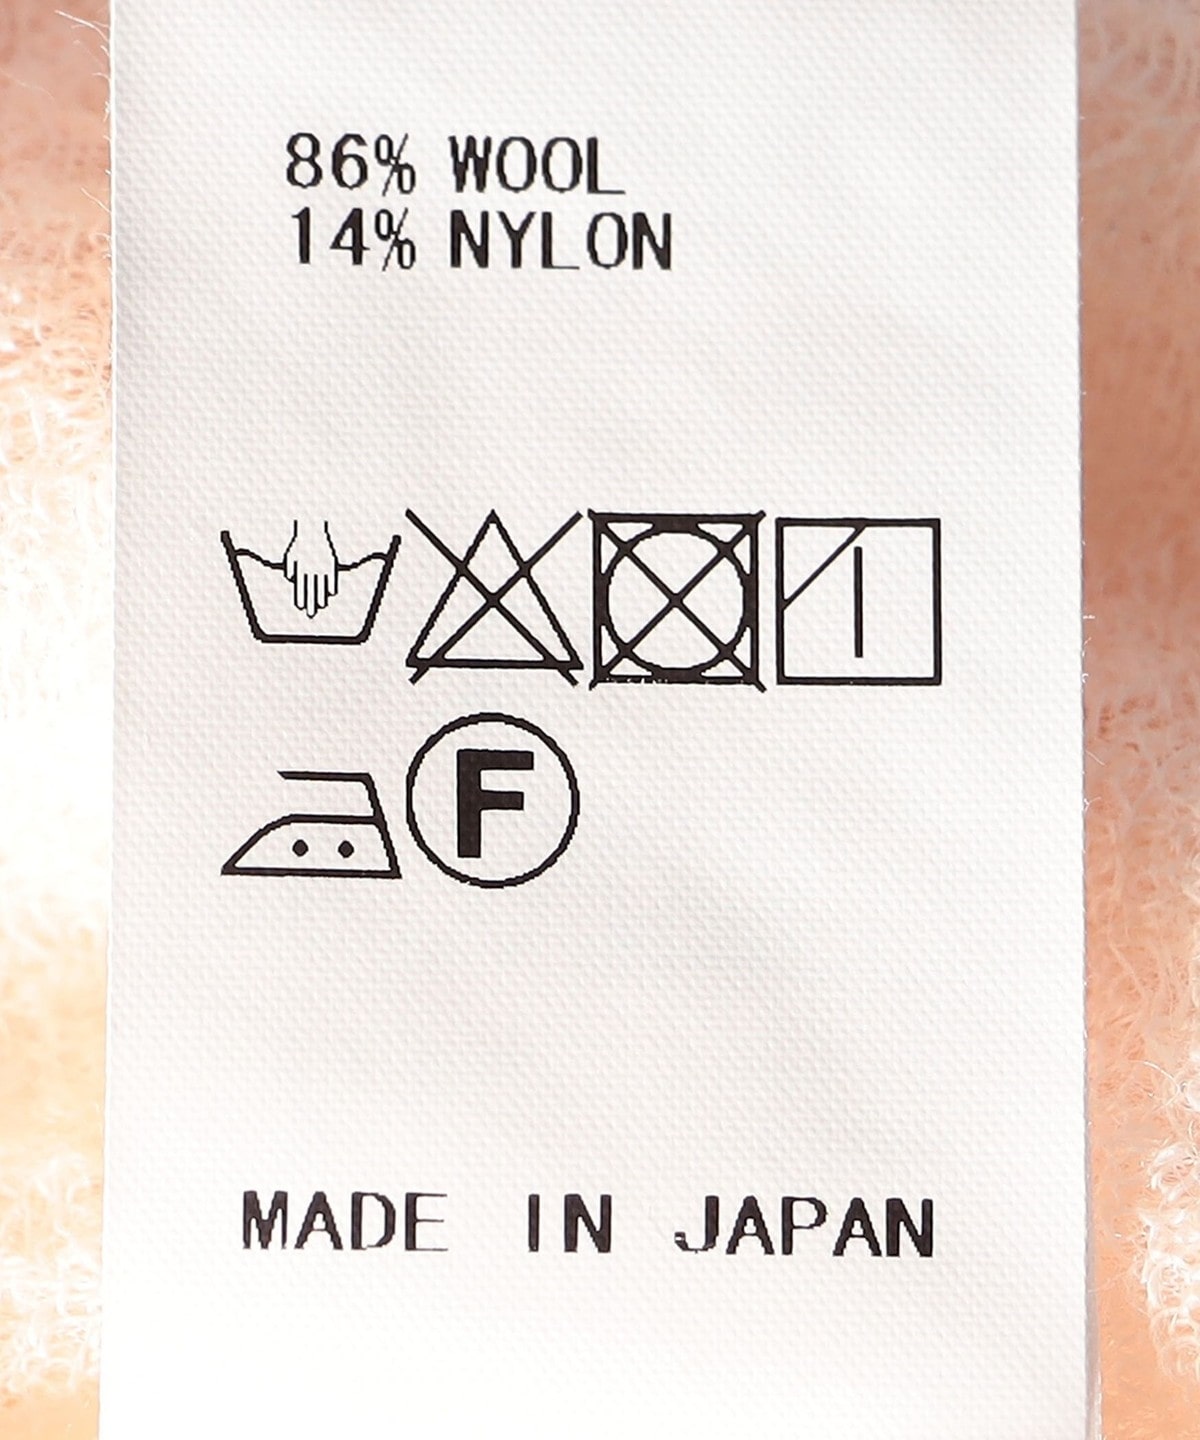 86% WOOL
14% NYLON
F
MADE IN JAPAN